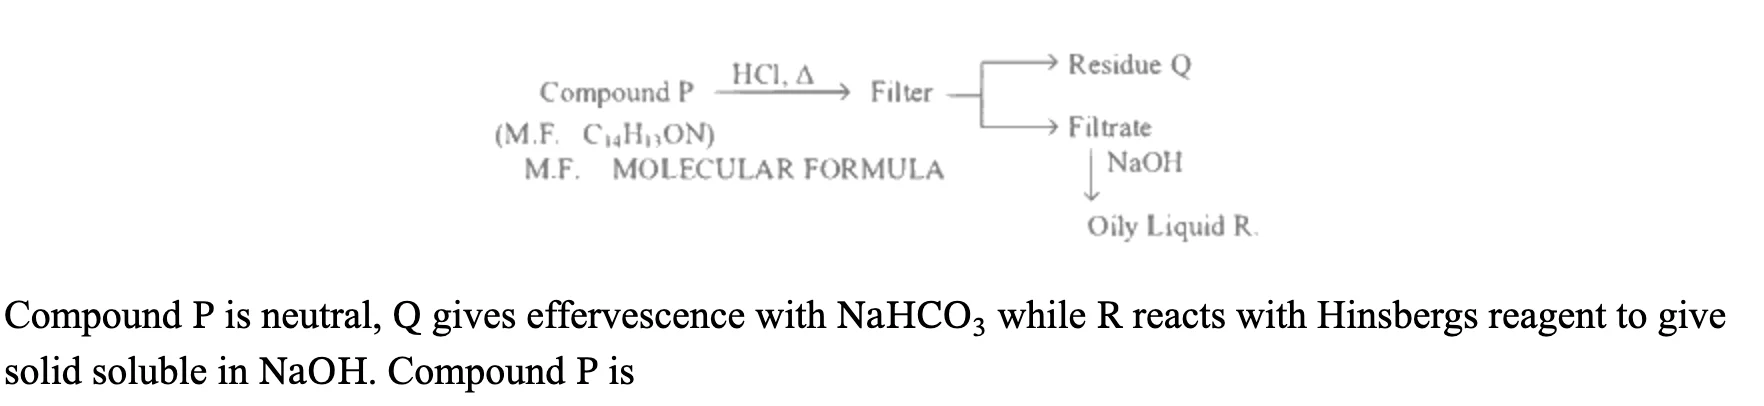 HCl, Δ
Compound P
Filter
Residue Q
Filtrate
(M.F. C₁₄H₁₃ON)
NaOH
M.F. MOLECULAR FORMULA
Oily Liquid R.
Compound P is neutral, Q gives effervescence with NaHCO₃ while R reacts with Hinsbergs reagent to give
solid soluble in NaOH. Compound P is